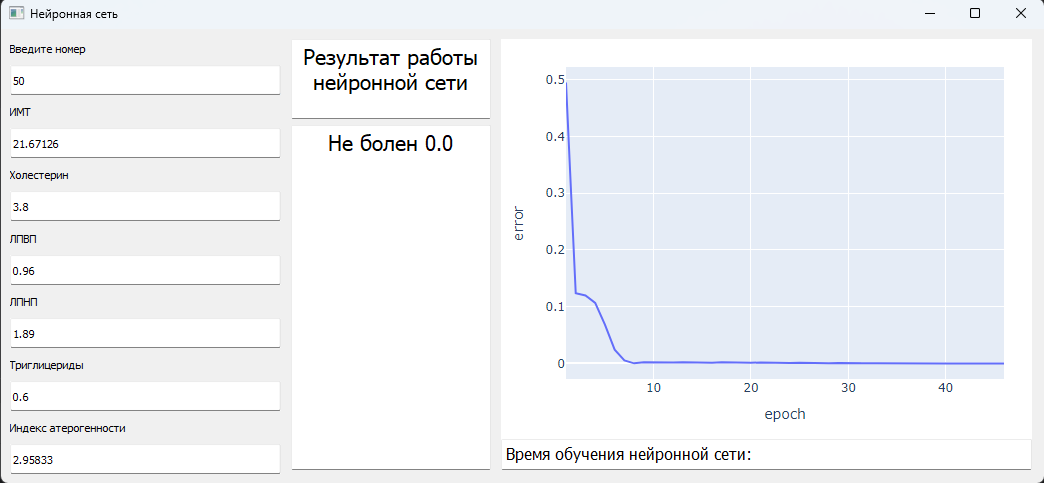 Нейронная сеть
Введите номер
50
ИМТ
21.67126
Холестерин
3.8
ЛПВП
0.96
ЛПНП
1.89
Триглицериды
0.6
Индекс атерогенности
2.95833
Результат работы
нейронной сети
Не болен 0.0
0.5
0.4
0.3
0.2
0.1
0
error
10
20
30
40
epoch
Время обучения нейронной сети: